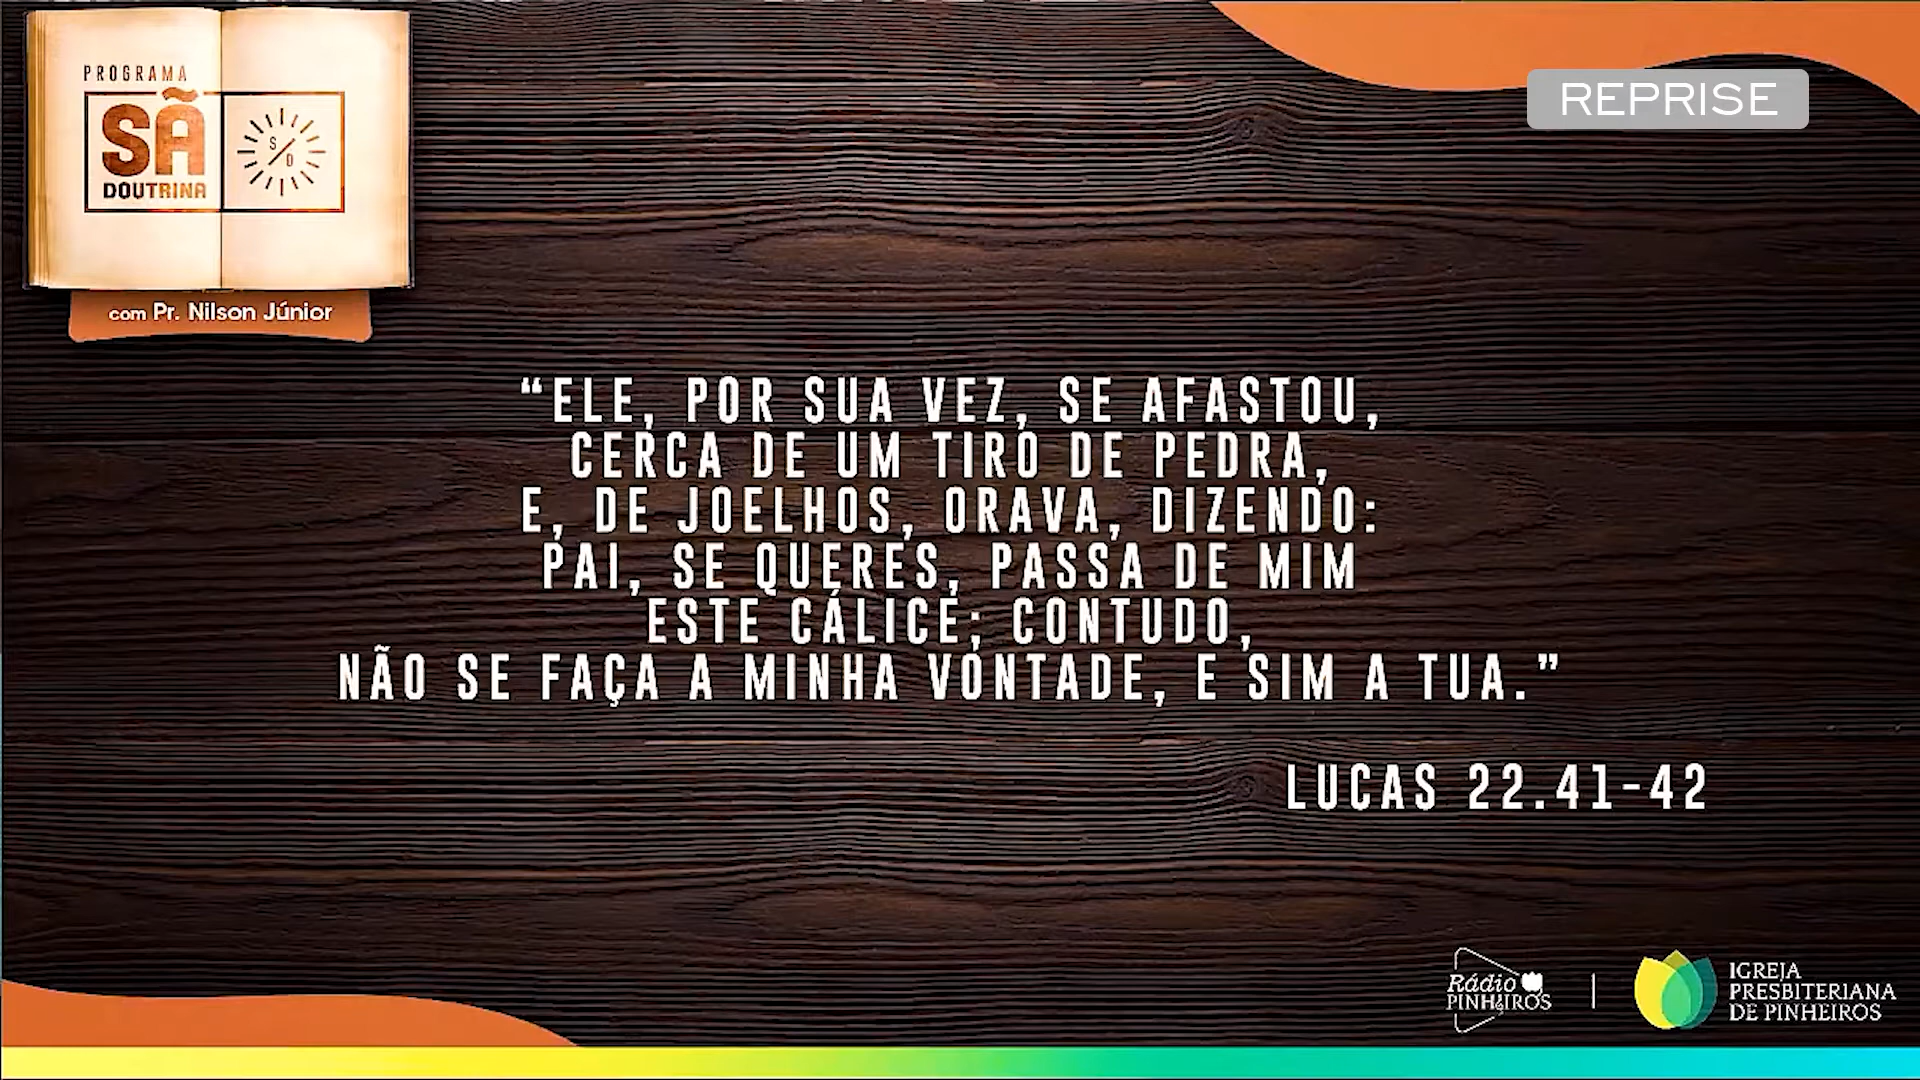 PROGRAMA
SÃ
DOUTRINA
S/D
com Pr. Nilson Júnior
REPRISE
“ELE, POR SUA VEZ, SE AFASTOU,
CERCA DE UM TIRO DE PEDRA,
E, DE JOELHOS, ORAVA, DIZENDO:
PAI, SE QUERES, PASSA DE MIM
ESTE CÁLICE; CONTUDO,
NÃO SE FAÇA A MINHA VONTADE, E SIM A TUA.”
LUCAS 22.41-42
Rádio
PINHEIROS
IGREJA
PRESBITERIANA
DE PINHEIROS